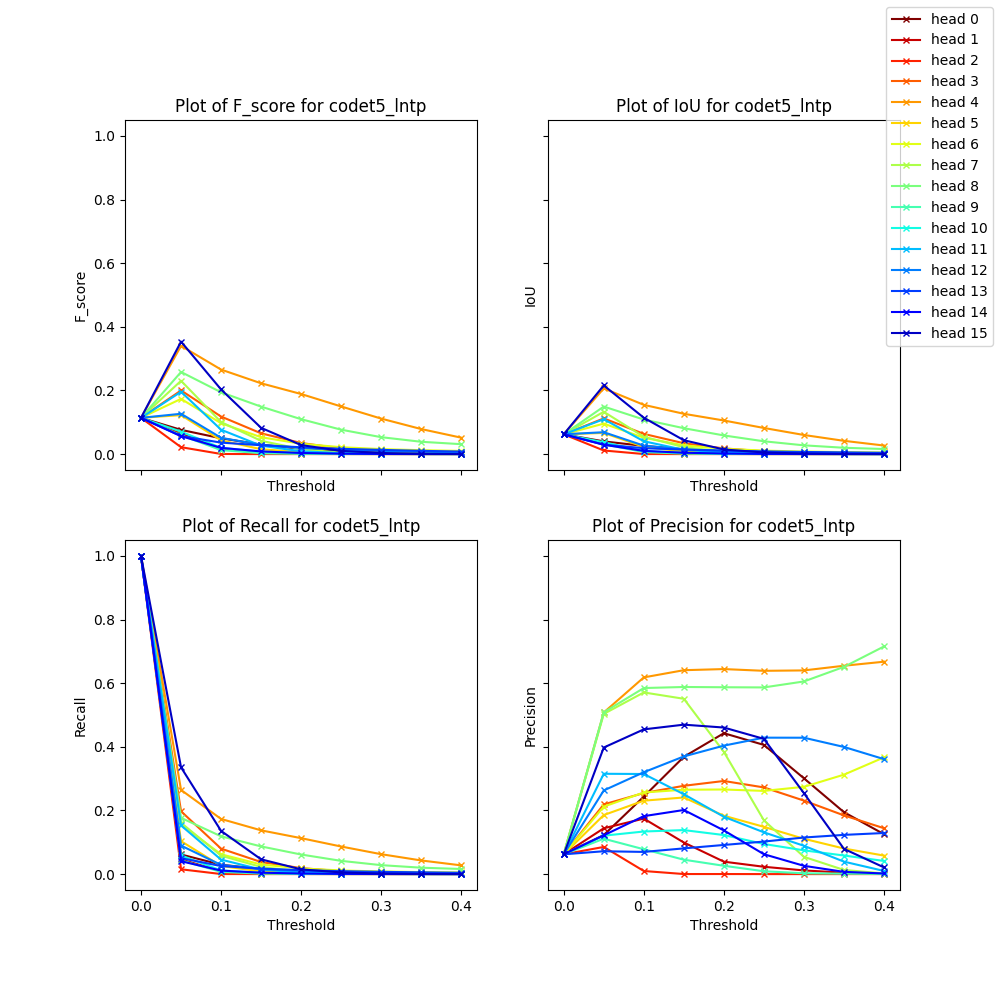 head 0
head 1
head 2
head 3
head 4
head 5
head 6
head 7
head 8
head 9
head 10
head 11
head 12
head 13
head 14
head 15
Plot of F_score for codet5_lntp
1.0
0.8
0.6
0.4
0.2
0.0
F_score
Threshold
Plot of IoU for codet5_lntp
IoU
Threshold
Plot of Recall for codet5_lntp
1.0
0.8
0.6
0.4
0.2
0.0
Recall
0.0 0.1 0.2 0.3 0.4
Threshold
Plot of Precision for codet5_lntp
Precision
0.0 0.1 0.2 0.3 0.4
Threshold